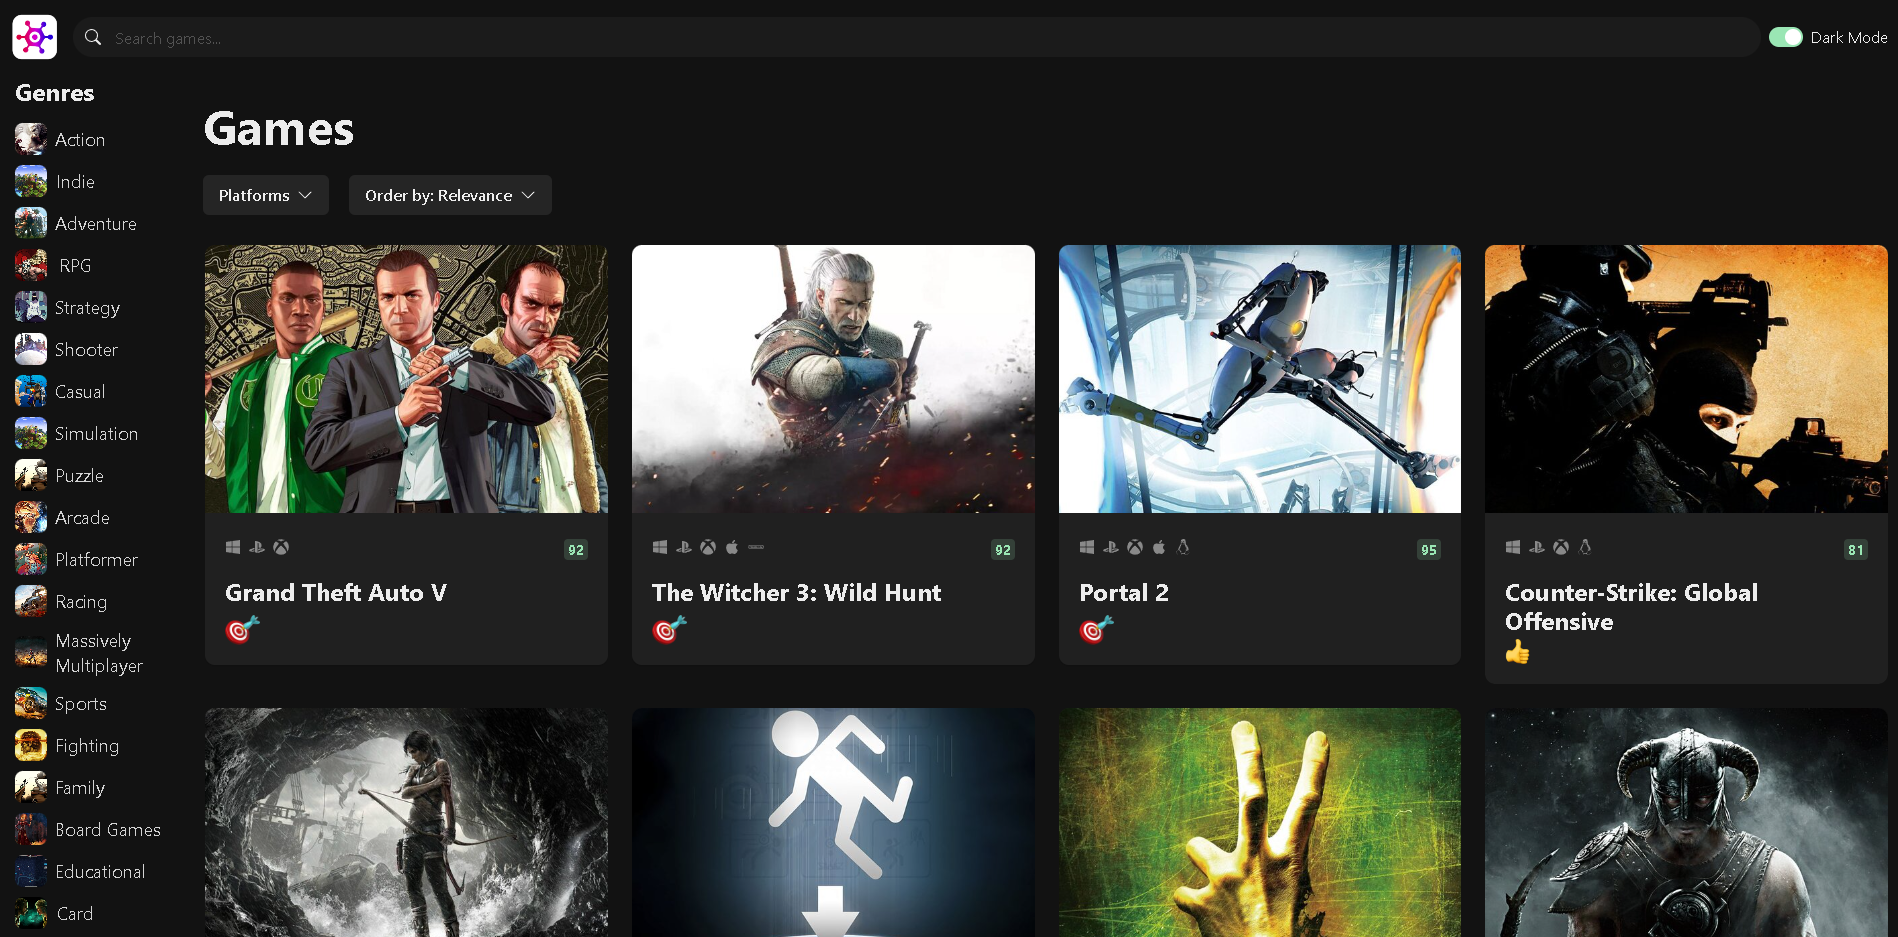 Search games...
Dark Mode
Genres
Action
Indie
Adventure
RPG
Strategy
Shooter
Casual
Simulation
Puzzle
Arcade
Platformer
Racing
Massively
Multiplayer
Sports
Fighting
Family
Board Games
Educational
Card
Games
Platforms
Order by: Relevance
92
Grand Theft Auto V
92
The Witcher 3: Wild Hunt
95
Portal 2
81
Counter-Strike: Global
Offensive